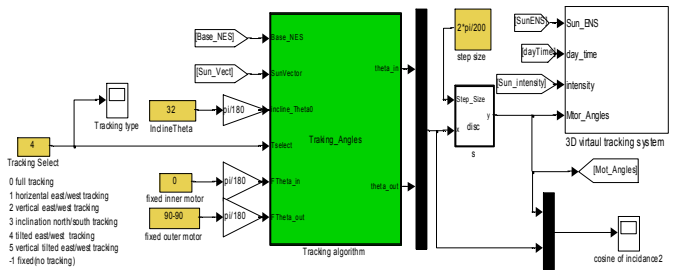 [Base_NES]
[Sun_Vect]
32
InclineTheta
pi/180
Tracking type
4
Tracking Select
0 full tracking
1 horizental east/west tracking
2 vertical east/west tracking
3 inclination north/south tracking
4 tilted east/west tracking
5 vertical tilted east/west tracking
-1 fixed(no tracking)
0
fixed inner motor
pi/180
90-90
fixed outer motor
pi/180
Base_NES
SunVector
Incline_Theta0
Tselect
FTheta_in
FTheta_out
Traking_Angles
theta_in
theta_out
Tracking algorithm
2*pi/200
step size
Step_Size
x
disc
y
s
[SunENS]
[dayTime]
[Sun_intensity]
Sun_ENS
day_time
intensity
Mtor_Angles
3D virtaul tracking system
[Mot_Angles]
cosine of incidance2